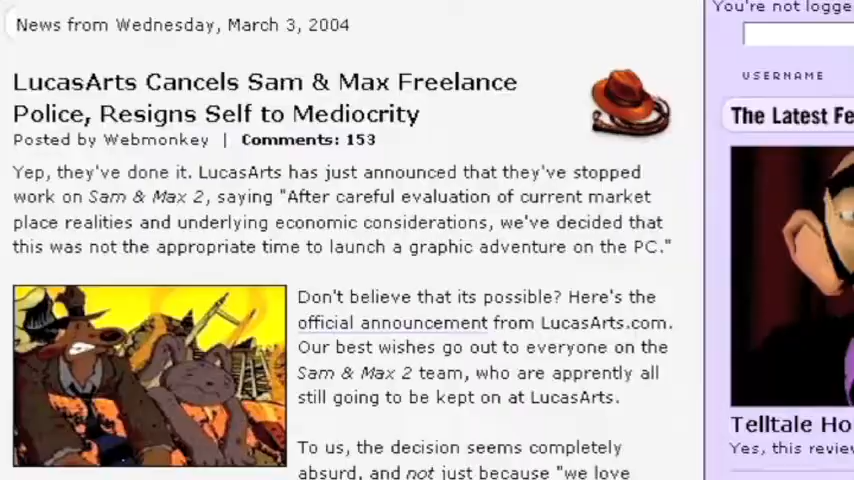 News from Wednesday, March 3, 2004
You're not logge
USERNAME
LucasArts Cancels Sam & Max Freelance
Police, Resigns Self to Mediocrity
Posted by Webmonkey | Comments: 153
Yep, they've done it. LucasArts has just announced that they've stopped
work on Sam & Max 2, saying "After careful evaluation of current market
place realities and underlying economic considerations, we've decided that
this was not the appropriate time to launch a graphic adventure on the PC."
Don't believe that its possible? Here's the
official announcement from LucasArts.com.
Our best wishes go out to everyone on the
Sam & Max 2 team, who are apprently all
still going to be kept on at LucasArts.
To us, the decision seems completely
absurd, and not just because "we love
The Latest Fe
Telltale Ho
Yes, this review